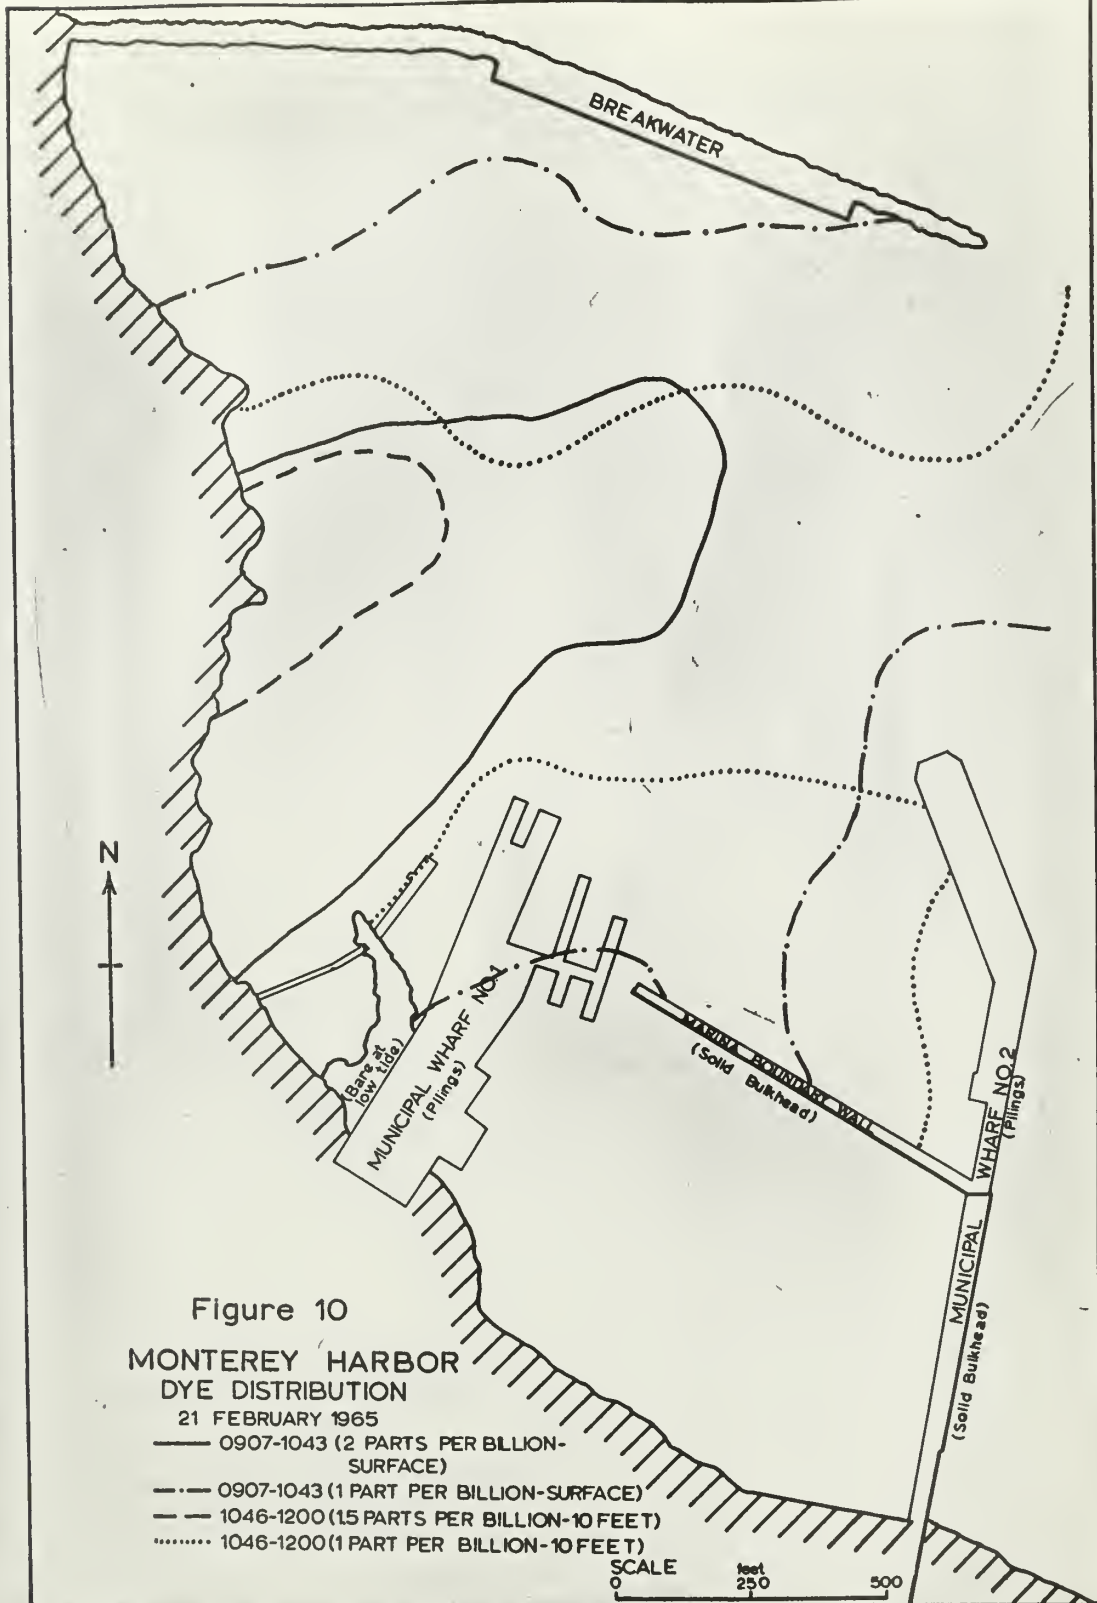 BREAKWATER
N
(Bare at
low tide)
MUNICIPAL WHARF NO.1
(Pilings)
MARINA BOUNDARY WALL
(Solid Bulkhead)
WHARF NO.2
(Pilings)
MUNICIPAL
(Solid Bulkhead)
Figure 10
MONTEREY HARBOR
DYE DISTRIBUTION
21 FEBRUARY 1965
0907-1043 (2 PARTS PER BILLION-
SURFACE)
0907-1043 (1 PART PER BILLION-SURFACE)
1046-1200 (1.5 PARTS PER BILLION-10 FEET)
1046-1200 (1 PART PER BILLION-10 FEET)
SCALE feet
0 250 500